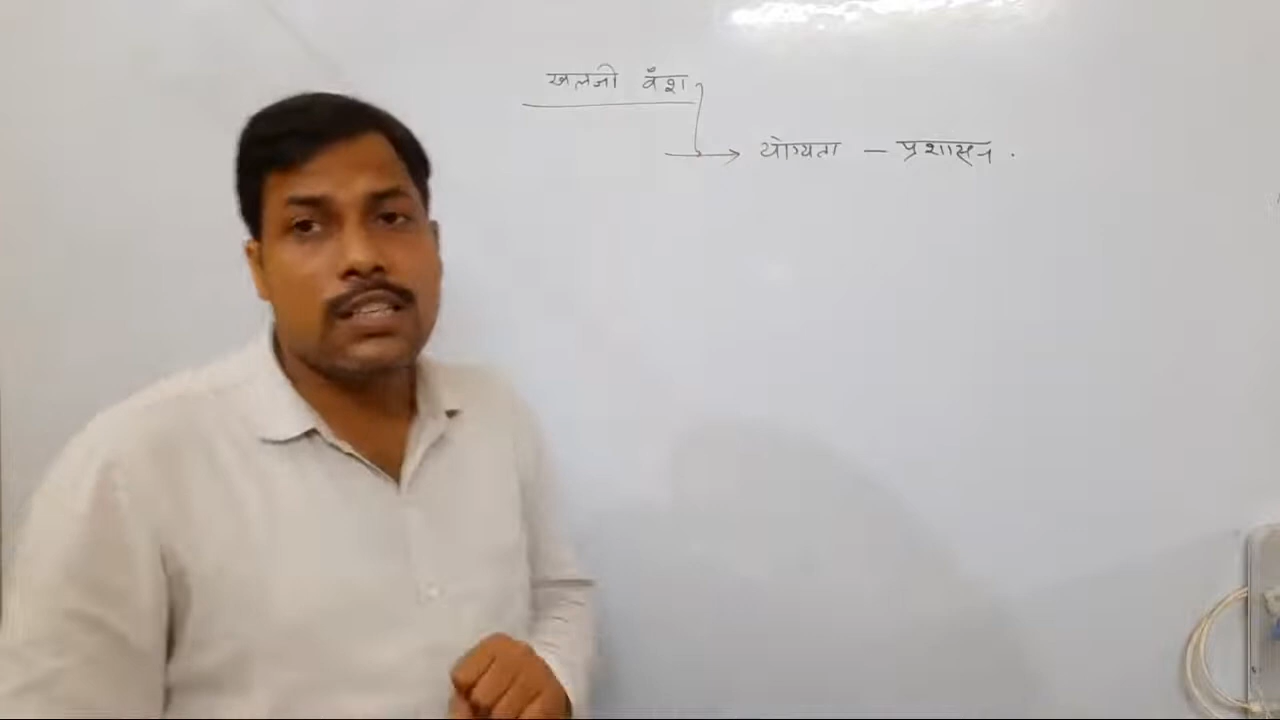 खलजी वंश
योग्यता – प्रशासन .